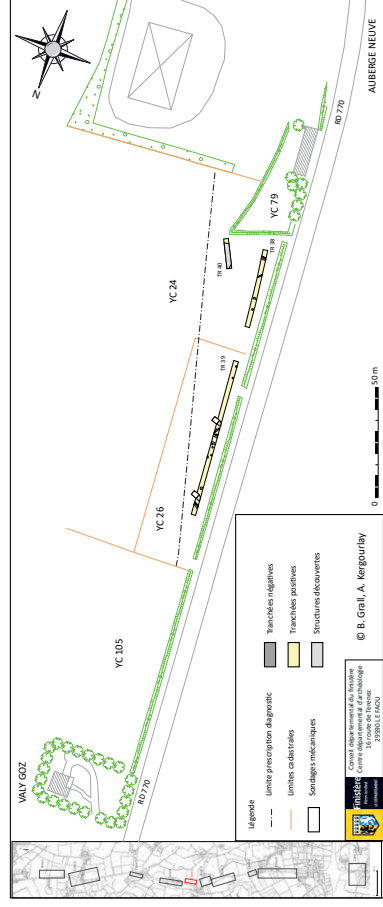 N
AUBERGE NEUVE
RD 770
YC 79
YC 24
TR 40
TR 38
TR 39
YC 26
YC 105
VALY GOZ
RD 770
0
50 m
Légende
Limite prescription diagnostic
Limites cadastrales
Sondages mécaniques
Tranchées négatives
Tranchées positives
Structures découvertes
© B. Grall, A. Kergourlay
Finistère
Conseil départemental du Finistère
Centre départemental d'archéologie
16 route de Terenez
29590 LE FAOU